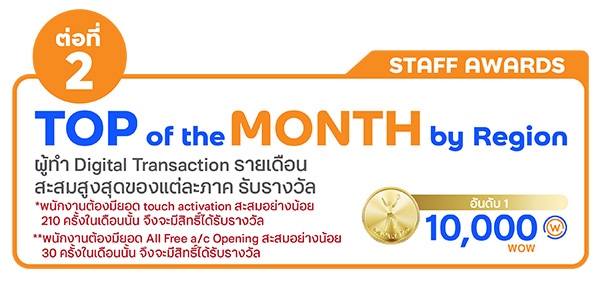 ต่อที่
2
STAFF AWARDS
TOP of the MONTH by Region
ผู้ทำ Digital Transaction รายเดือน
สะสมสูงสุดของแต่ละภาค รับรางวัล
*พนักงานต้องมียอด touch activation สะสมอย่างน้อย
210 ครั้งในเดือนนั้น จึงจะมีสิทธิ์ได้รับรางวัล
**พนักงานต้องมียอด All Free a/c Opening สะสมอย่างน้อย
30 ครั้งในเดือนนั้น จึงจะมีสิทธิ์ได้รับรางวัล
อันดับ 1
10,000
WOW